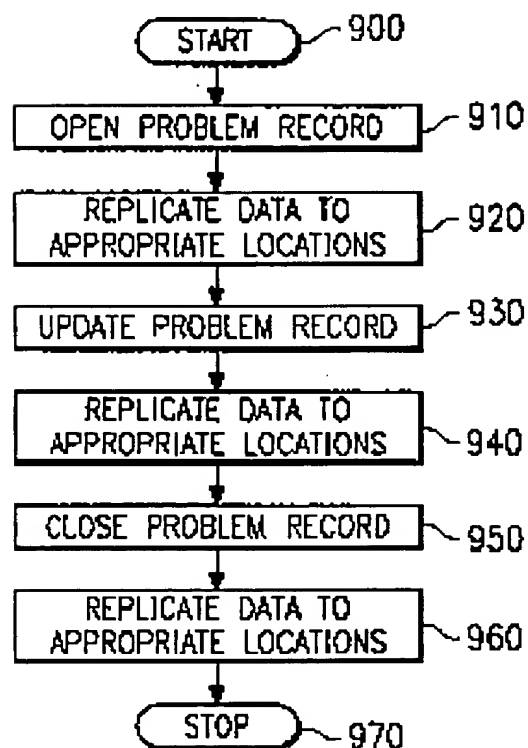 START 900
OPEN PROBLEM RECORD 910
REPLICATE DATA TO
APPROPRIATE LOCATIONS 920
UPDATE PROBLEM RECORD 930
REPLICATE DATA TO
APPROPRIATE LOCATIONS 940
CLOSE PROBLEM RECORD 950
REPLICATE DATA TO
APPROPRIATE LOCATIONS 960
STOP 970